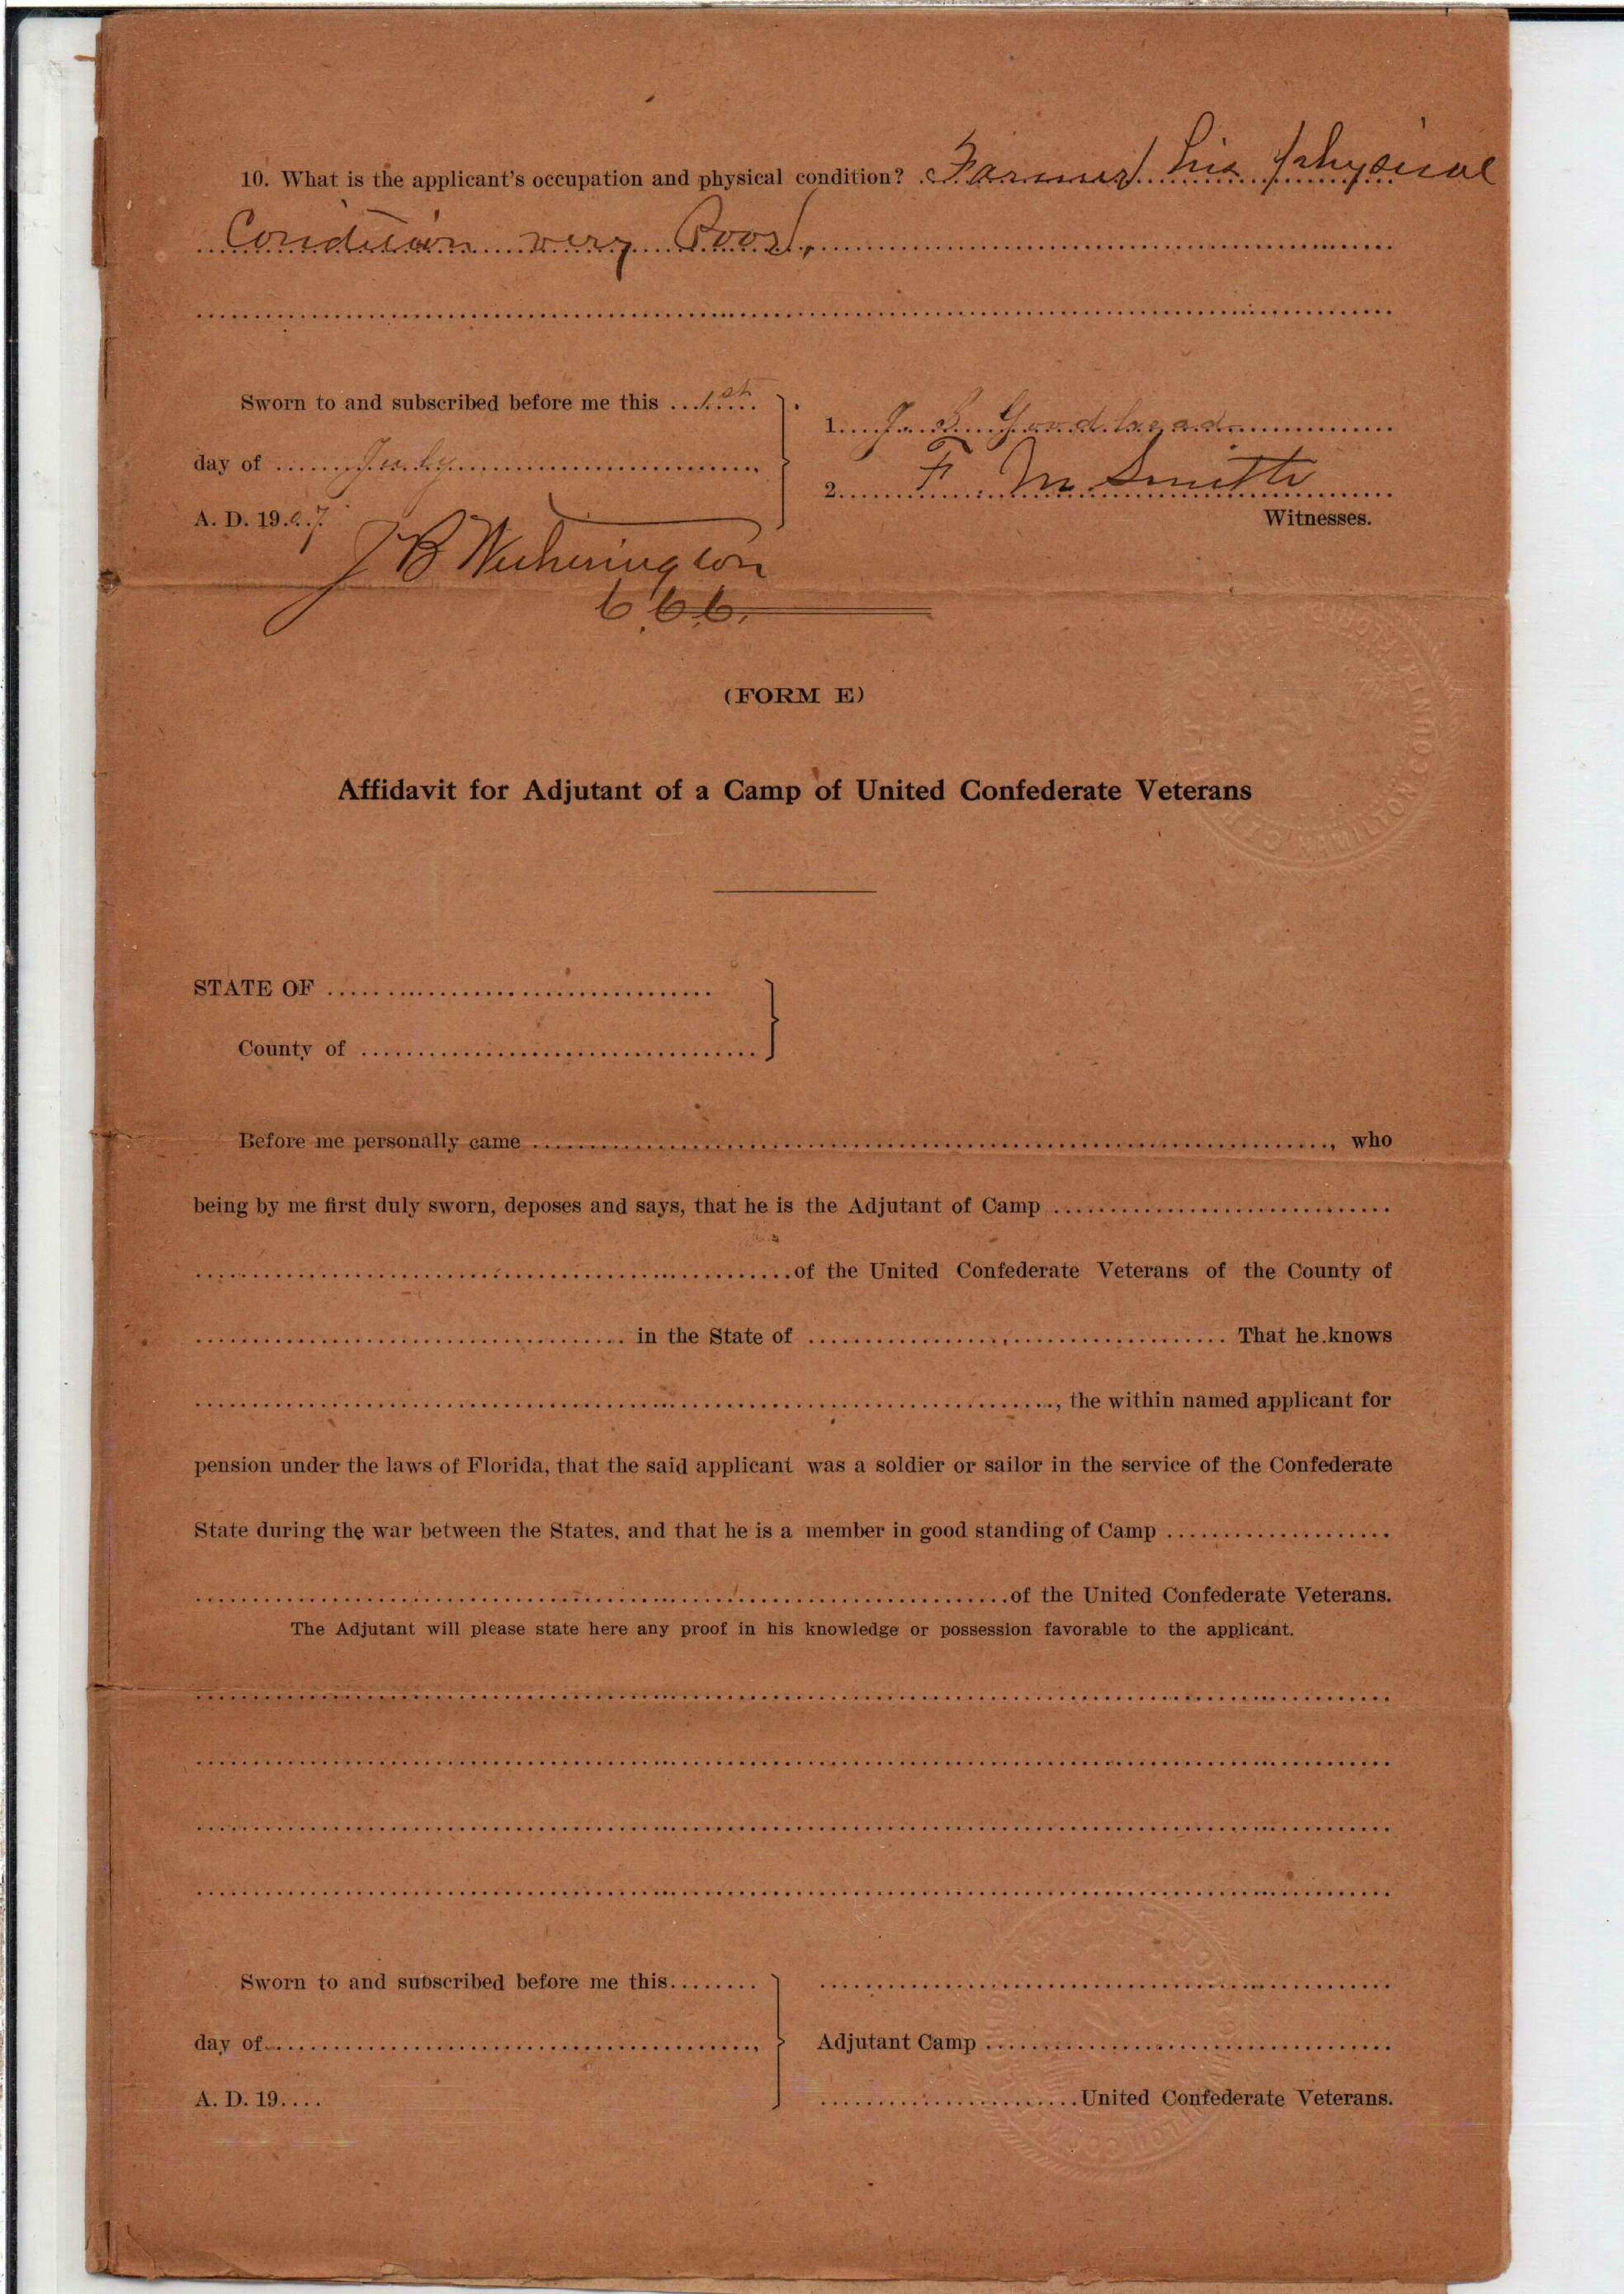 10. What is the applicant's occupation and physical condition? Farmer his physical
Condition very Poor,
Sworn to and subscribed before me this 1st
day of July,
A. D. 1907
1. J. B. Goodbread
2. F. M. Smith
Witnesses.
J B Witherington
(FORM E)
Affidavit for Adjutant of a Camp of United Confederate Veterans
STATE OF
County of
Before me personally came , who
being by me first duly sworn, deposes and says, that he is the Adjutant of Camp
of the United Confederate Veterans of the County of
in the State of That he knows
, the within named applicant for
pension under the laws of Florida, that the said applicant was a soldier or sailor in the service of the Confederate
State during the war between the States, and that he is a member in good standing of Camp
of the United Confederate Veterans.
The Adjutant will please state here any proof in his knowledge or possession favorable to the applicant.
Sworn to and subscribed before me this
day of ,
A. D. 19
Adjutant Camp
United Confederate Veterans.